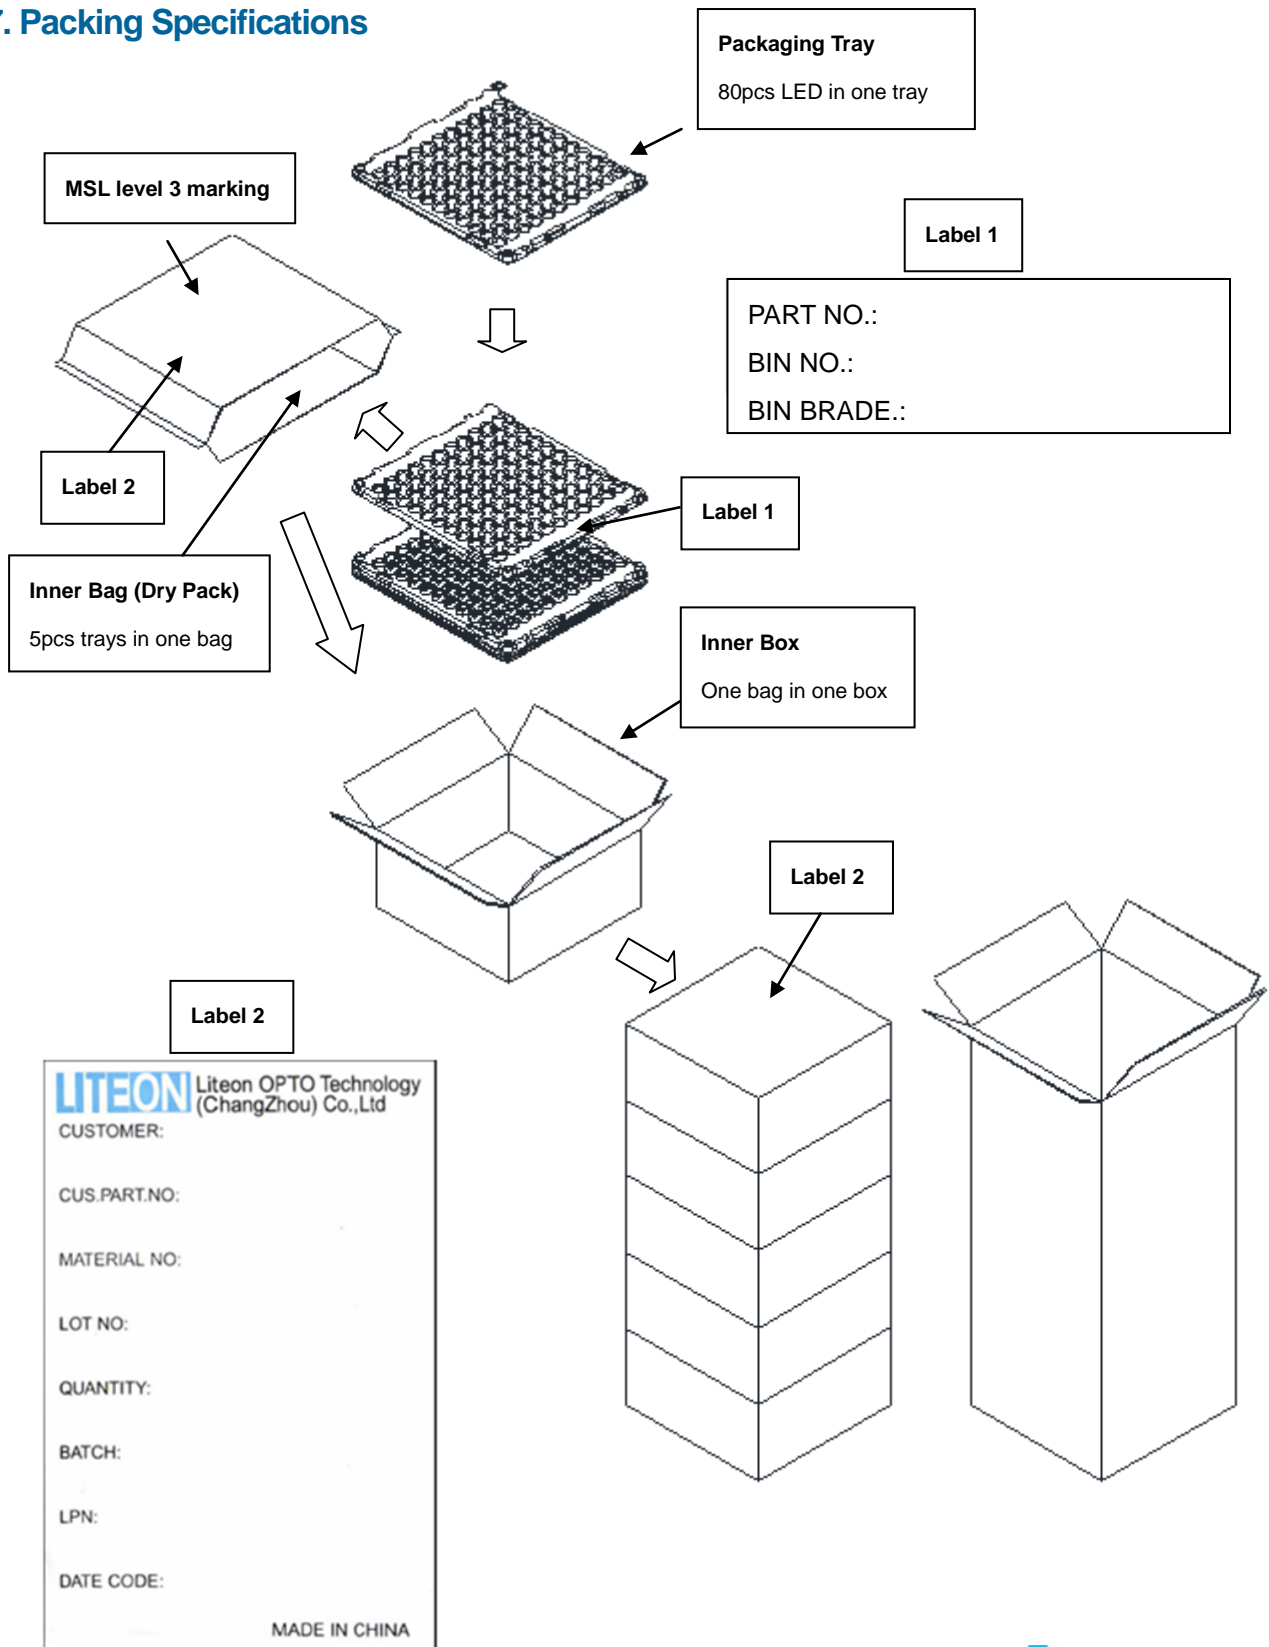 7. Packing Specifications
Packaging Tray
80pcs LED in one tray
MSL level 3 marking
Label 1
PART NO.:
BIN NO.:
BIN BRADE.:
Label 2
Label 1
Inner Bag (Dry Pack)
5pcs trays in one bag
Inner Box
One bag in one box
Label 2
Label 2
LITEON Liteon OPTO Technology
(ChangZhou) Co.,Ltd
CUSTOMER:
CUS.PART.NO:
MATERIAL NO:
LOT NO:
QUANTITY:
BATCH:
LPN:
DATE CODE:
MADE IN CHINA